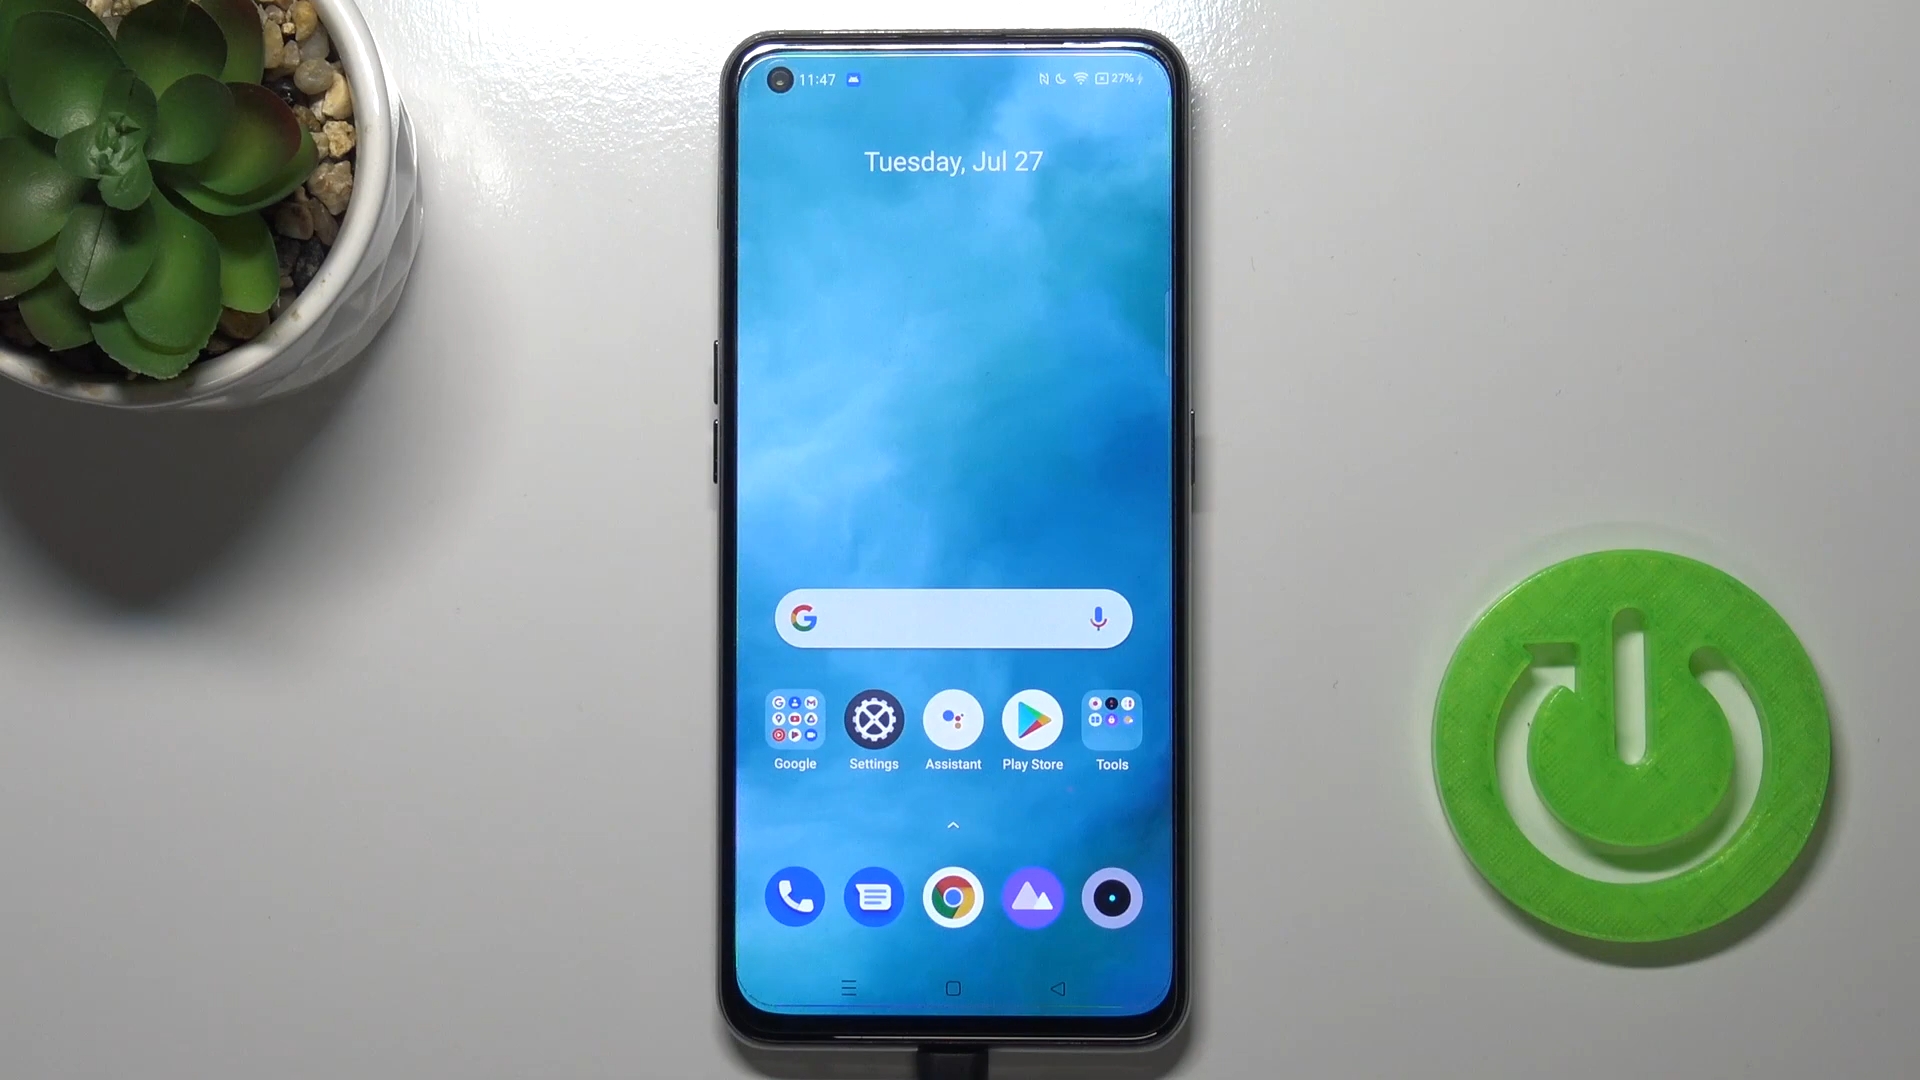 11:47
27%
Tuesday, Jul 27
Google
Settings
Assistant
Play Store
Tools